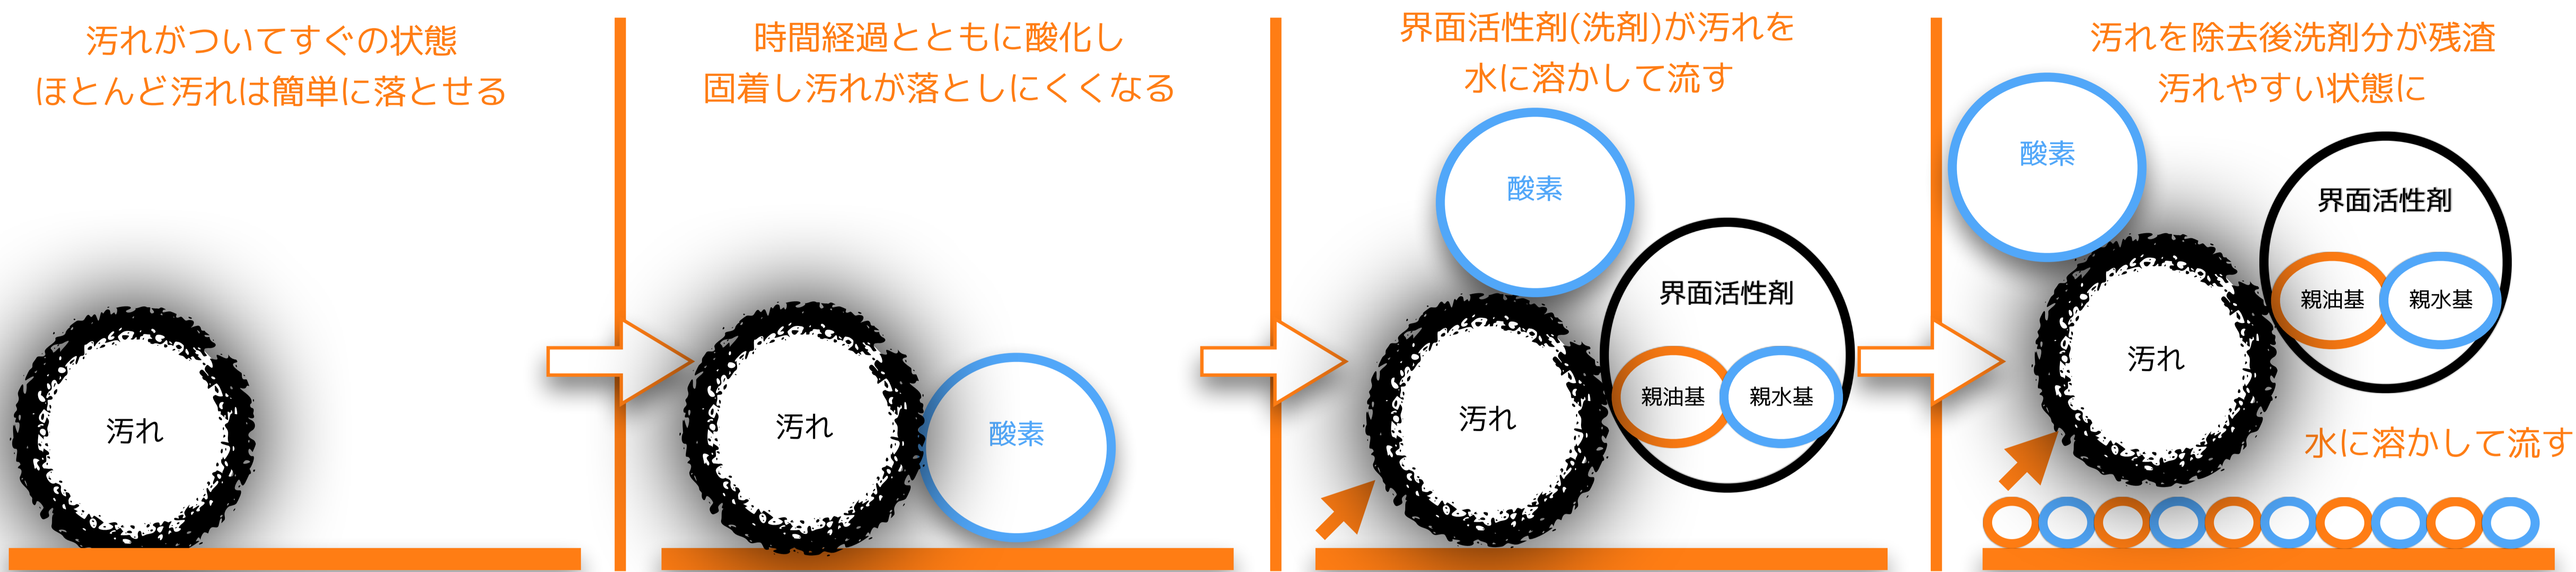 汚れがついてすぐの状態
ほとんど汚れは簡単に落とせる
汚れ
時間経過とともに酸化し
固着し汚れが落としにくくなる
汚れ
酸素
界面活性剤(洗剤)が汚れを
水に溶かして流す
酸素
界面活性剤
親油基
親水基
汚れ
汚れを除去後洗剤分が残渣
汚れやすい状態に
酸素
界面活性剤
親油基
親水基
汚れ
水に溶かして流す